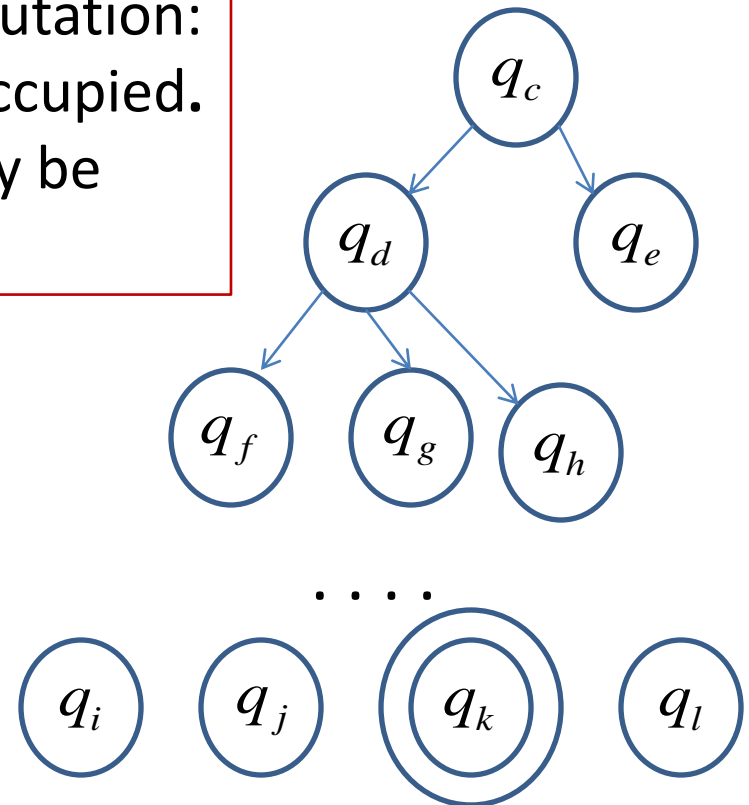 utation:
ccupied.
y be
q_c
q_d q_e
q_f q_g q_h
. . . .
q_i q_j q_k q_l